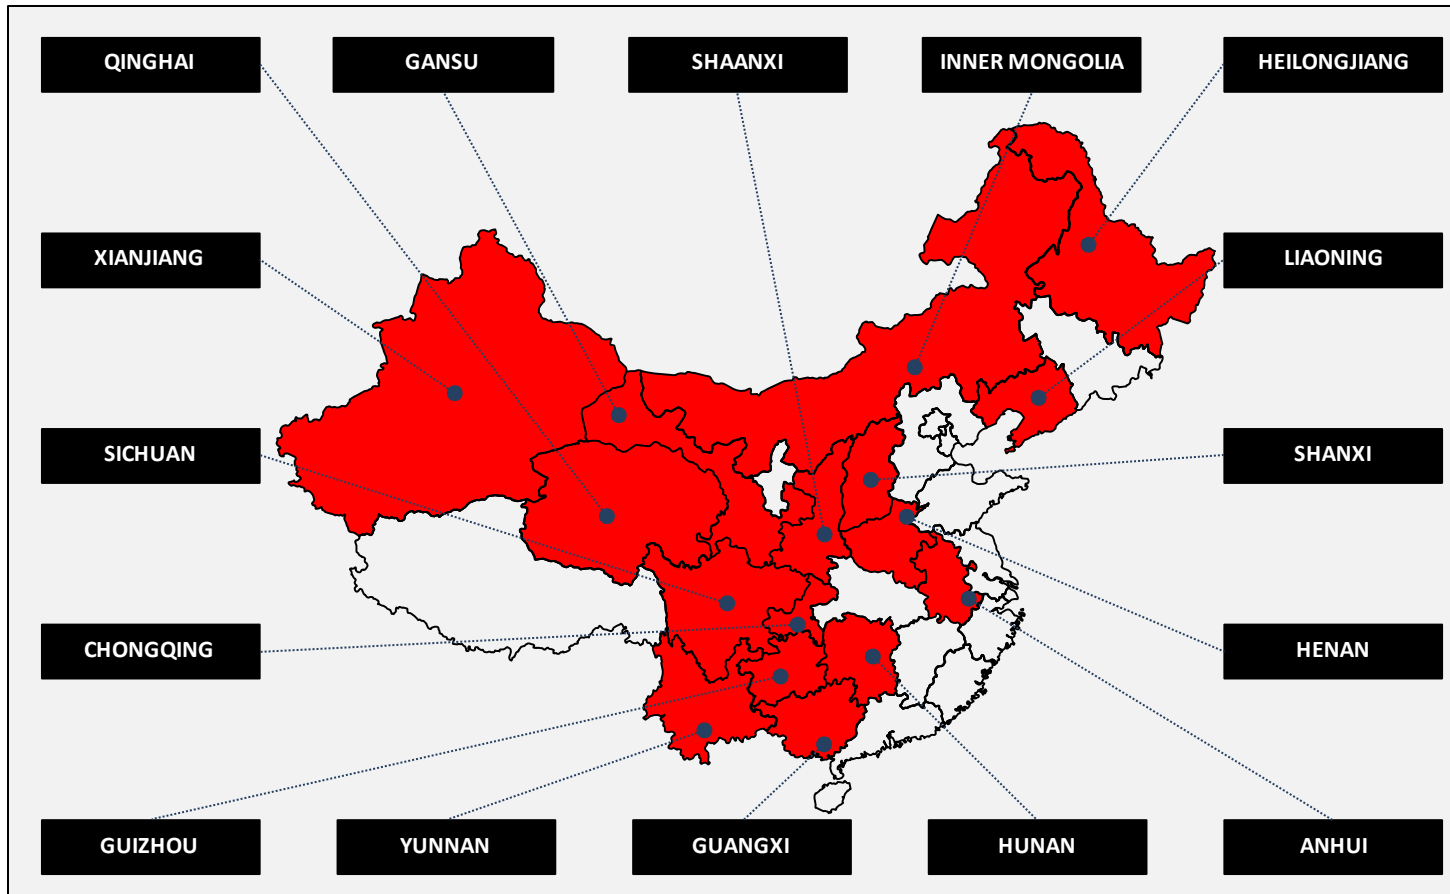 QINGHAI
GANSU
SHAANXI
INNER MONGOLIA
HEILONGJIANG
XIANJIANG
LIAONING
SICHUAN
SHANXI
CHONGQING
HENAN
GUIZHOU
YUNNAN
GUANGXI
HUNAN
ANHUI